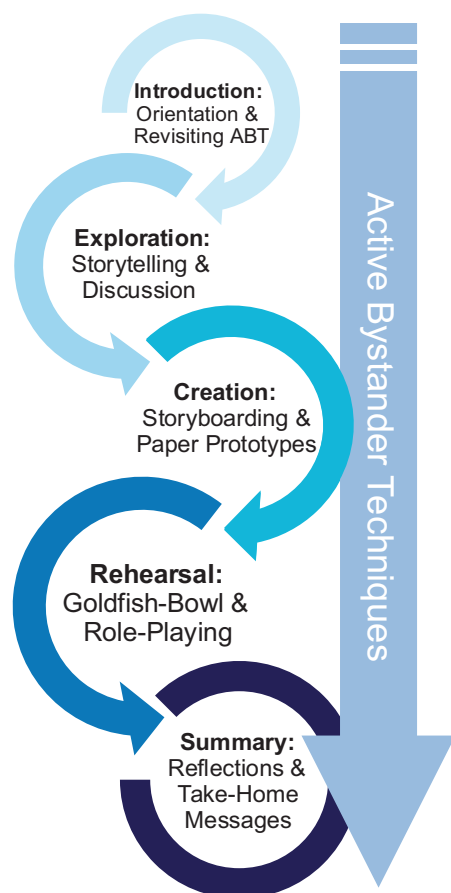 Introduction:
Orientation &
Revisiting ABT
Exploration:
Storytelling &
Discussion
Creation:
Storyboarding &
Paper Prototypes
Rehearsal:
Goldfish-Bowl &
Role-Playing
Summary:
Reflections &
Take-Home
Messages
Active Bystander Techniques